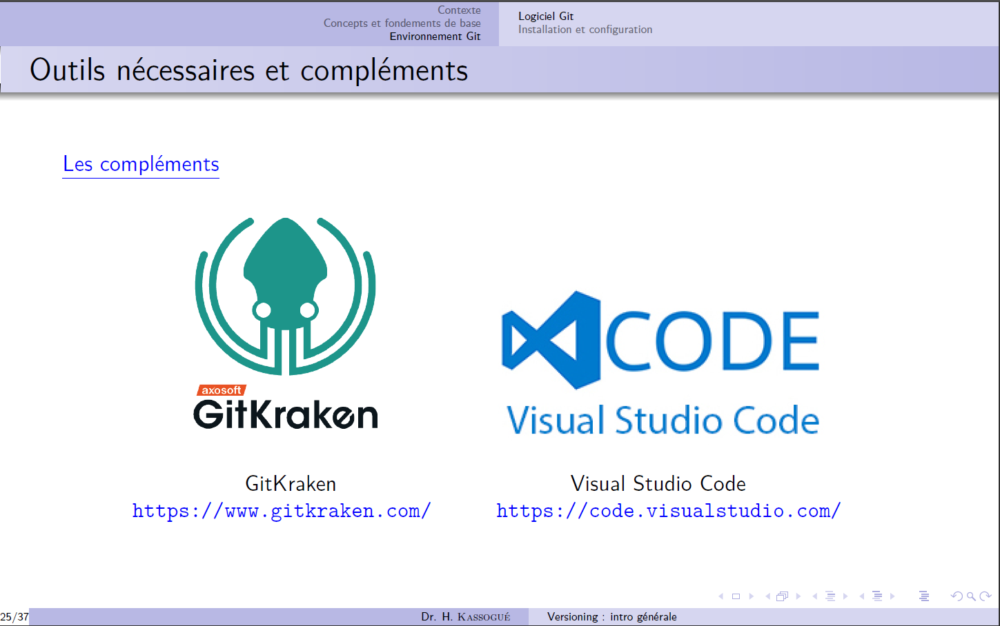 Contexte
Concepts et fondements de base
Environnement Git
Logiciel Git
Installation et configuration
Outils nécessaires et compléments
Les compléments
axosoft
GitKraken
CODE
Visual Studio Code
GitKraken
https://www.gitkraken.com/
Visual Studio Code
https://code.visualstudio.com/
25/37
Dr. H. KASSOGUÉ
Versioning : intro générale